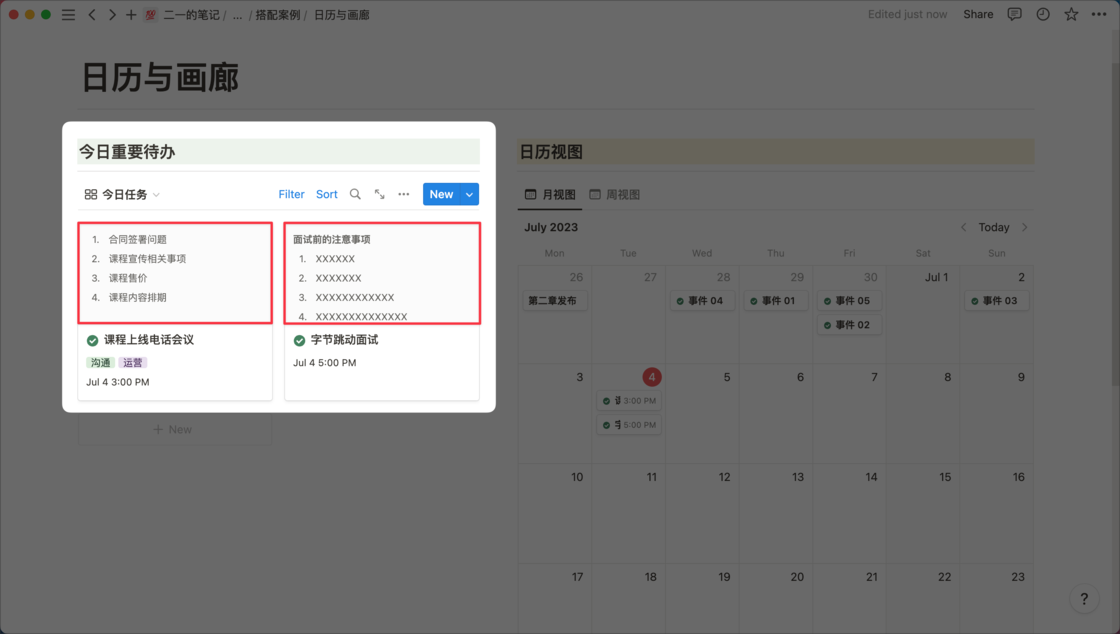 二一的笔记 / ... / 搭配案例 / 日历与画廊
Edited just now Share
日历与画廊
今日重要待办
今日任务
Filter Sort ... New
1. 合同签署问题
2. 课程宣传相关事项
3. 课程售价
4. 课程内容排期
课程上线电话会议
沟通 运营
Jul 4 3:00 PM
面试前的注意事项
1. XXXXXX
2. XXXXXXX
3. XXXXXXXXXXXX
4. XXXXXXXXXXXXXX
字节跳动面试
Jul 4 5:00 PM
+ New
日历视图
月视图 周视图
July 2023 Today
Mon Tue Wed Thu Fri Sat Sun
26 27 28 29 30 Jul 1 2
第二章发布 事件 04 事件 01 事件 05 事件 03
事件 02
3 4 5 6 7 8 9
3:00 PM
5:00 PM
10 11 12 13 14 15 16
17 18 19 20 21 22 23
?